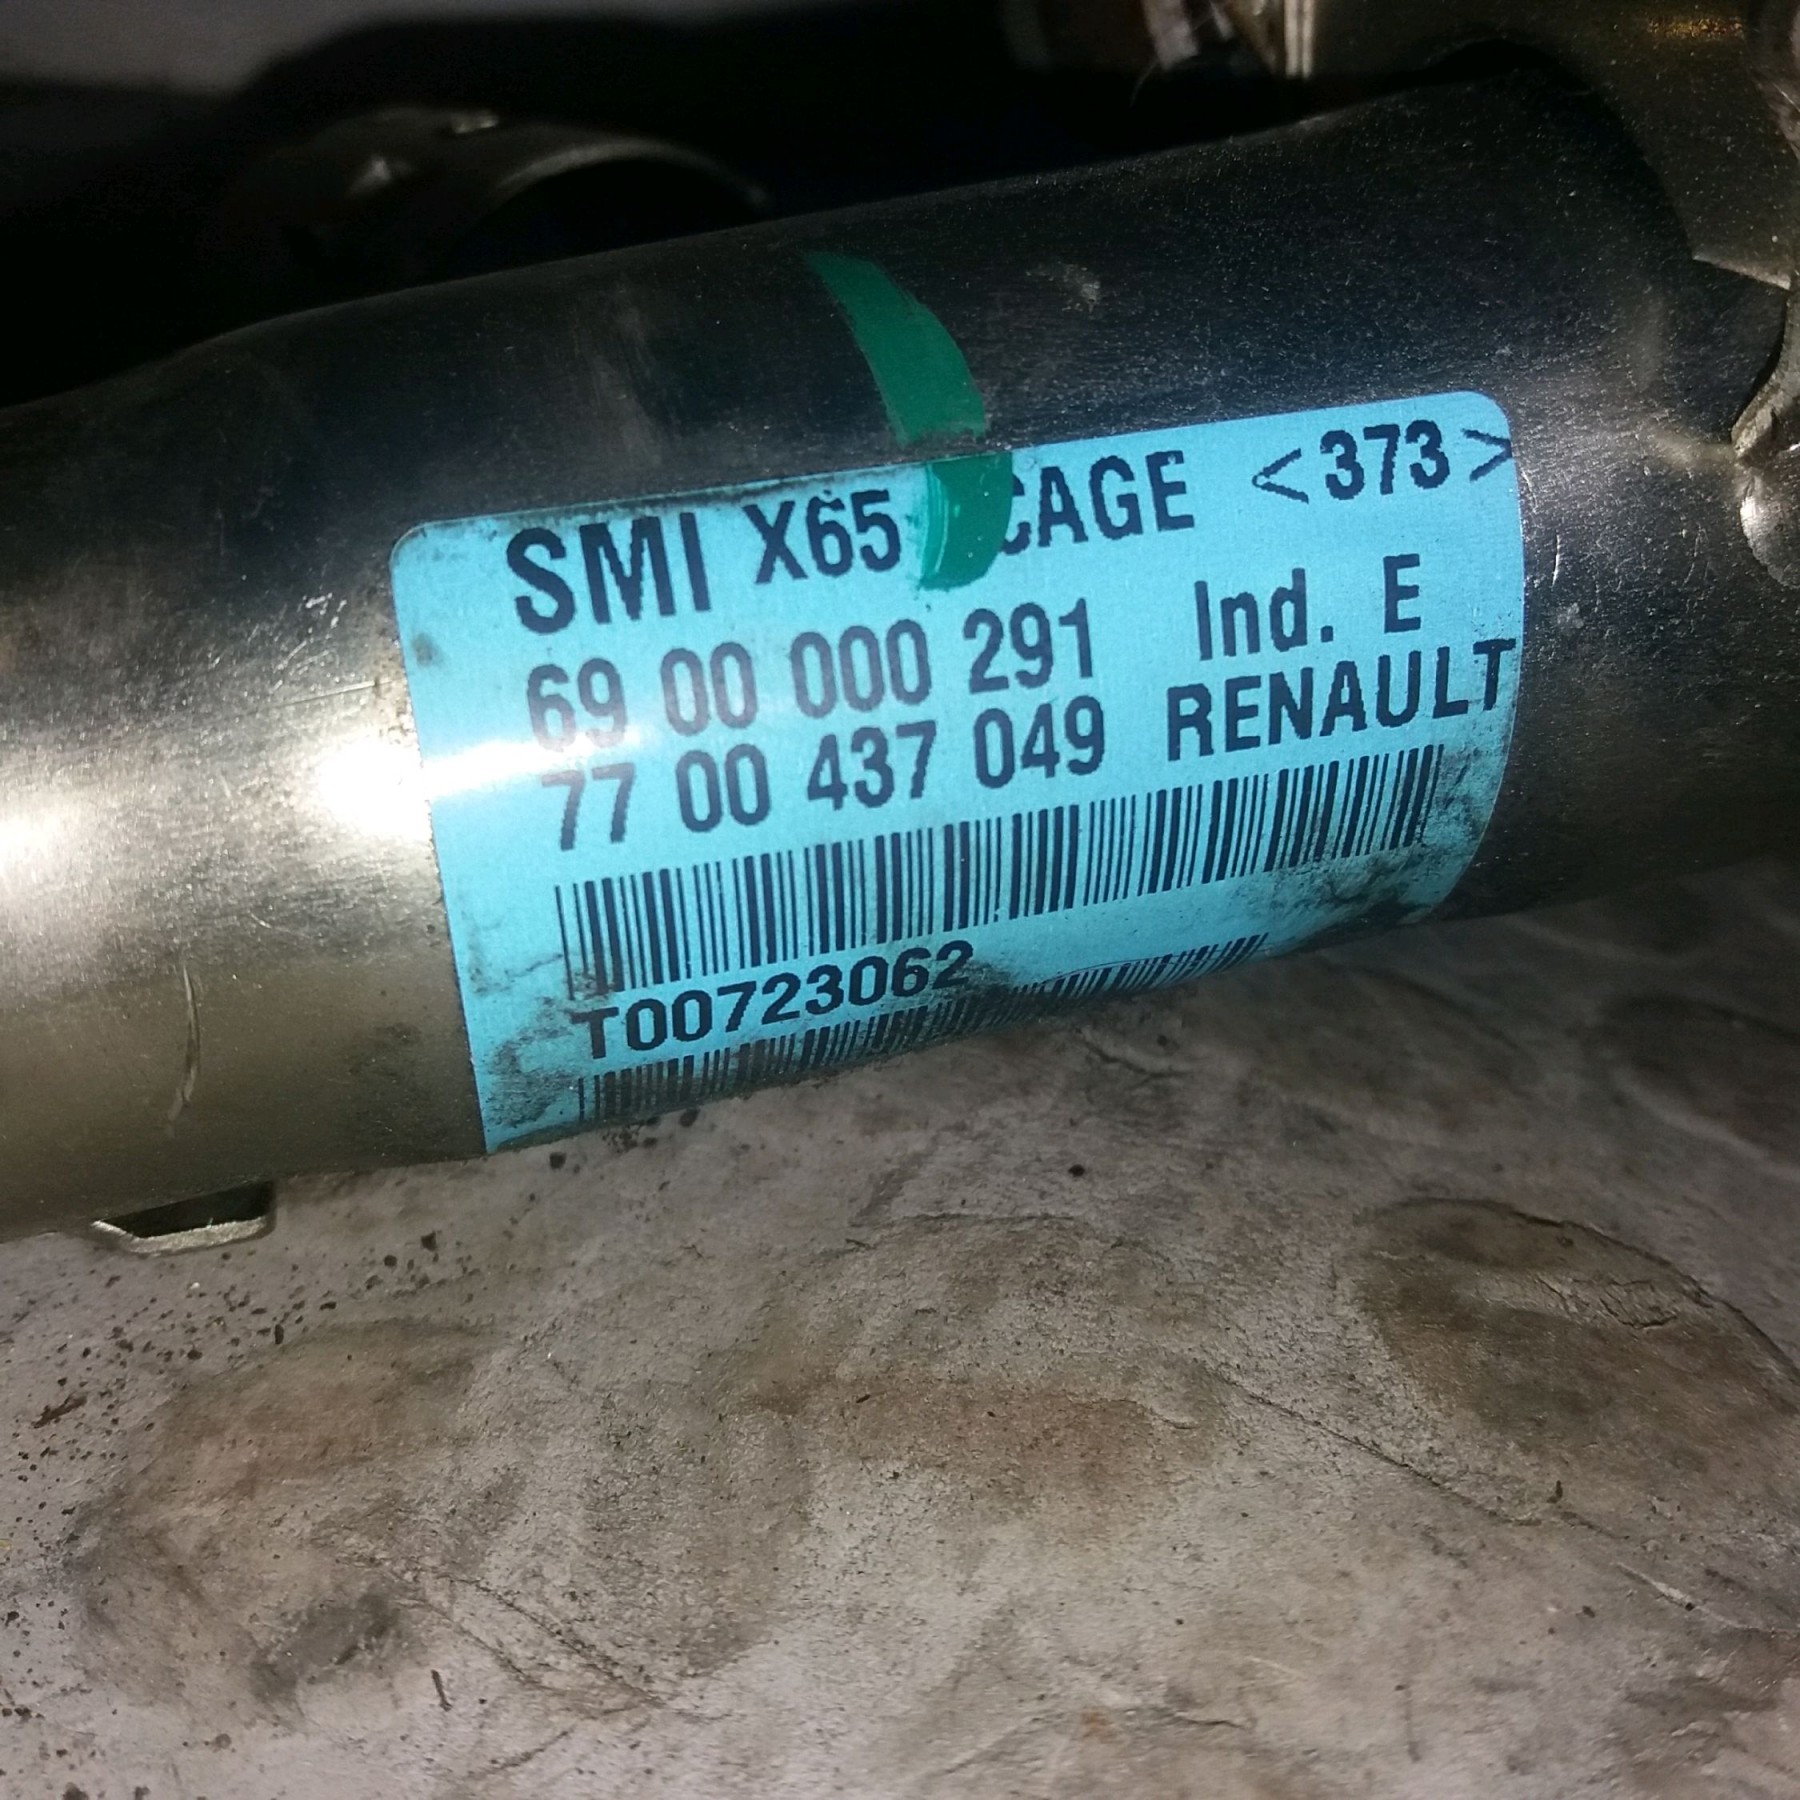 SMI X65 CAGE <373>
69 00 000 291 Ind. E
77 00 437 049 RENAULT
T00723062